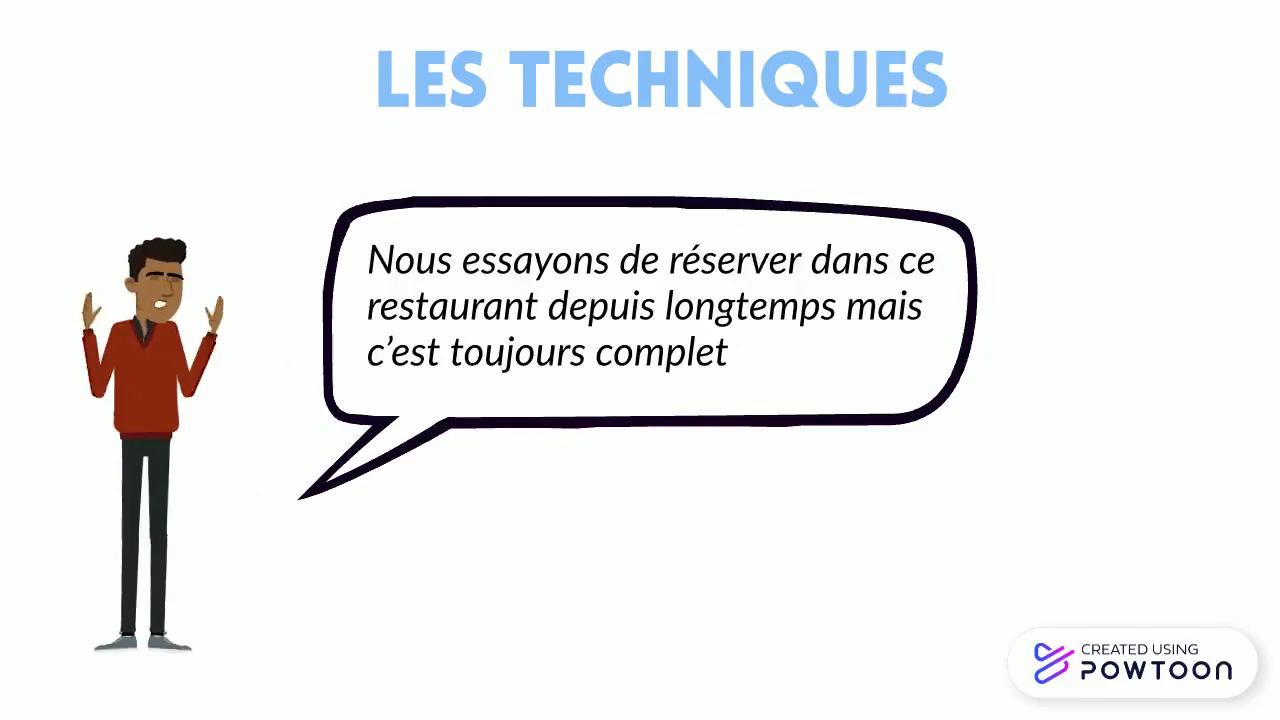 LES TECHNIQUES
Nous essayons de réserver dans ce
restaurant depuis longtemps mais
c’est toujours complet
CREATED USING
POWTOON